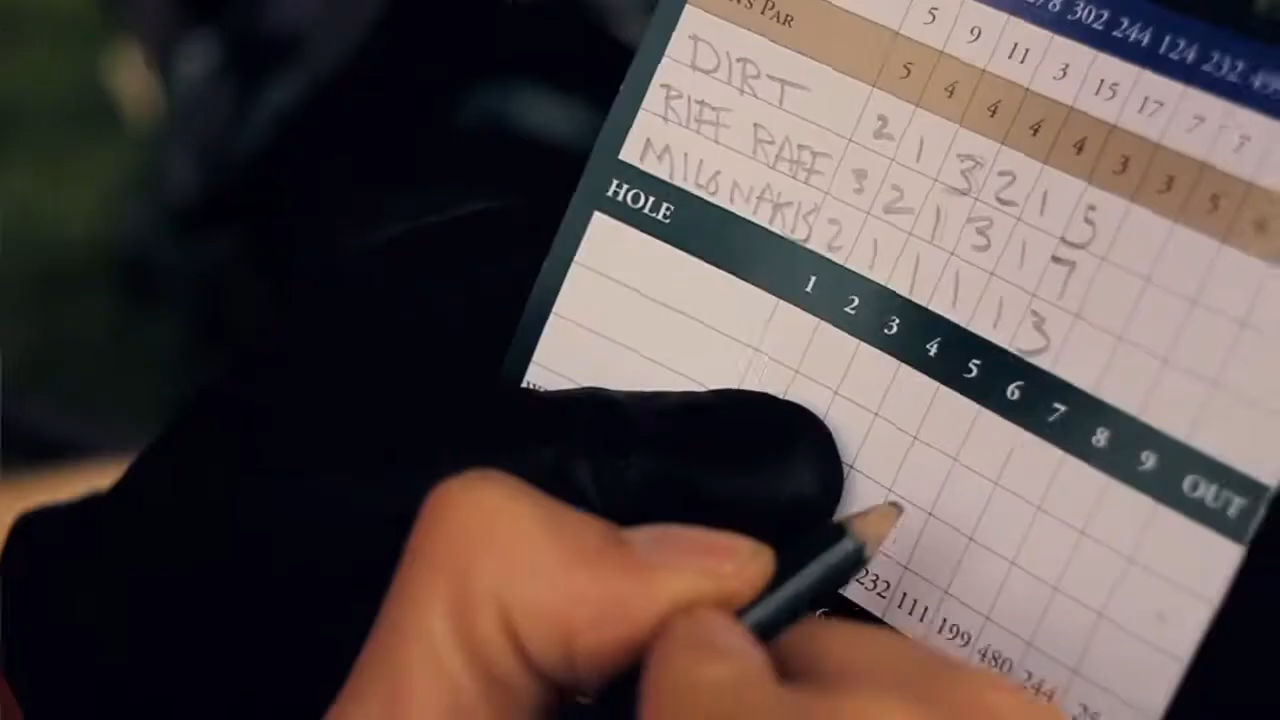 302 244 124 232
5 9 11 3 15 17 7
Par 5 4 4 4 4 3 3 5
DIRT 2 1 3 2 1 5
RIFF RAFF 3 2 1 3 1 7
MILONAKIS 2 1 1 1 1 3
HOLE 1 2 3 4 5 6 7 8 9 OUT
232 111 199 480 244